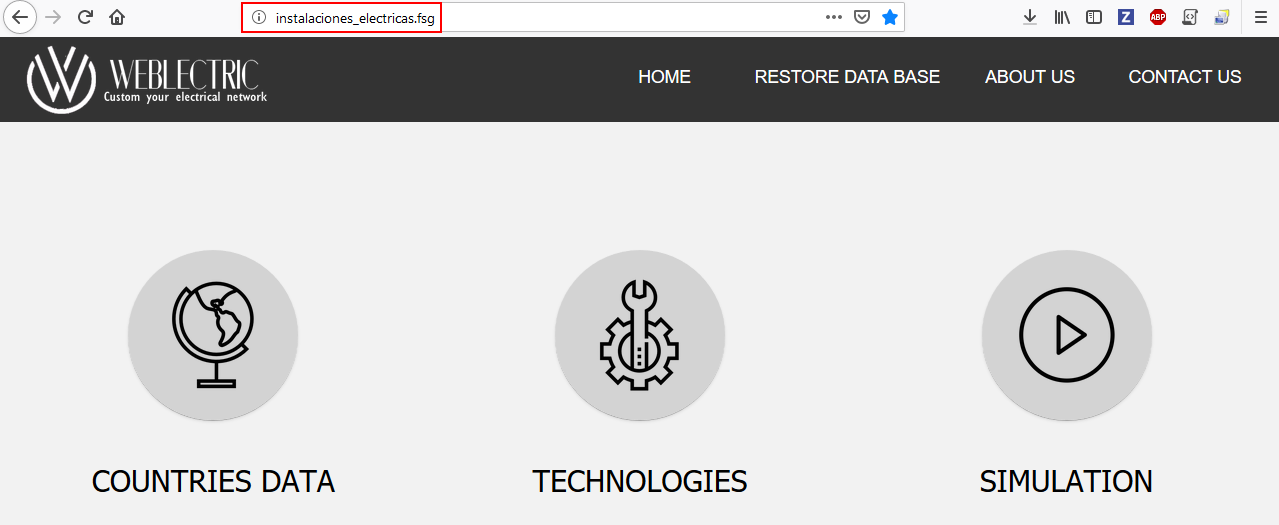 instalaciones_electricas.fsg
Z
ABP
WEBLECTRIC
Custom your electrical network
HOME RESTORE DATA BASE ABOUT US CONTACT US
COUNTRIES DATA TECHNOLOGIES SIMULATION